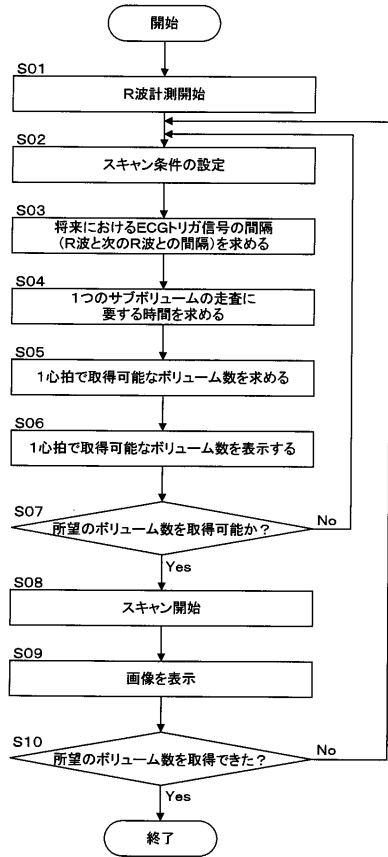 開始
S01
R波計測開始
S02
スキャン条件の設定
S03
将来におけるECGトリガ信号の間隔
(R波と次のR波との間隔)を求める
S04
1つのサブボリュームの走査に
要する時間を求める
S05
1心拍で取得可能なボリューム数を求める
S06
1心拍で取得可能なボリューム数を表示する
S07
所望のボリューム数を取得可能か?
No
Yes
S08
スキャン開始
S09
画像を表示
S10
所望のボリューム数を取得できた?
No
Yes
終了